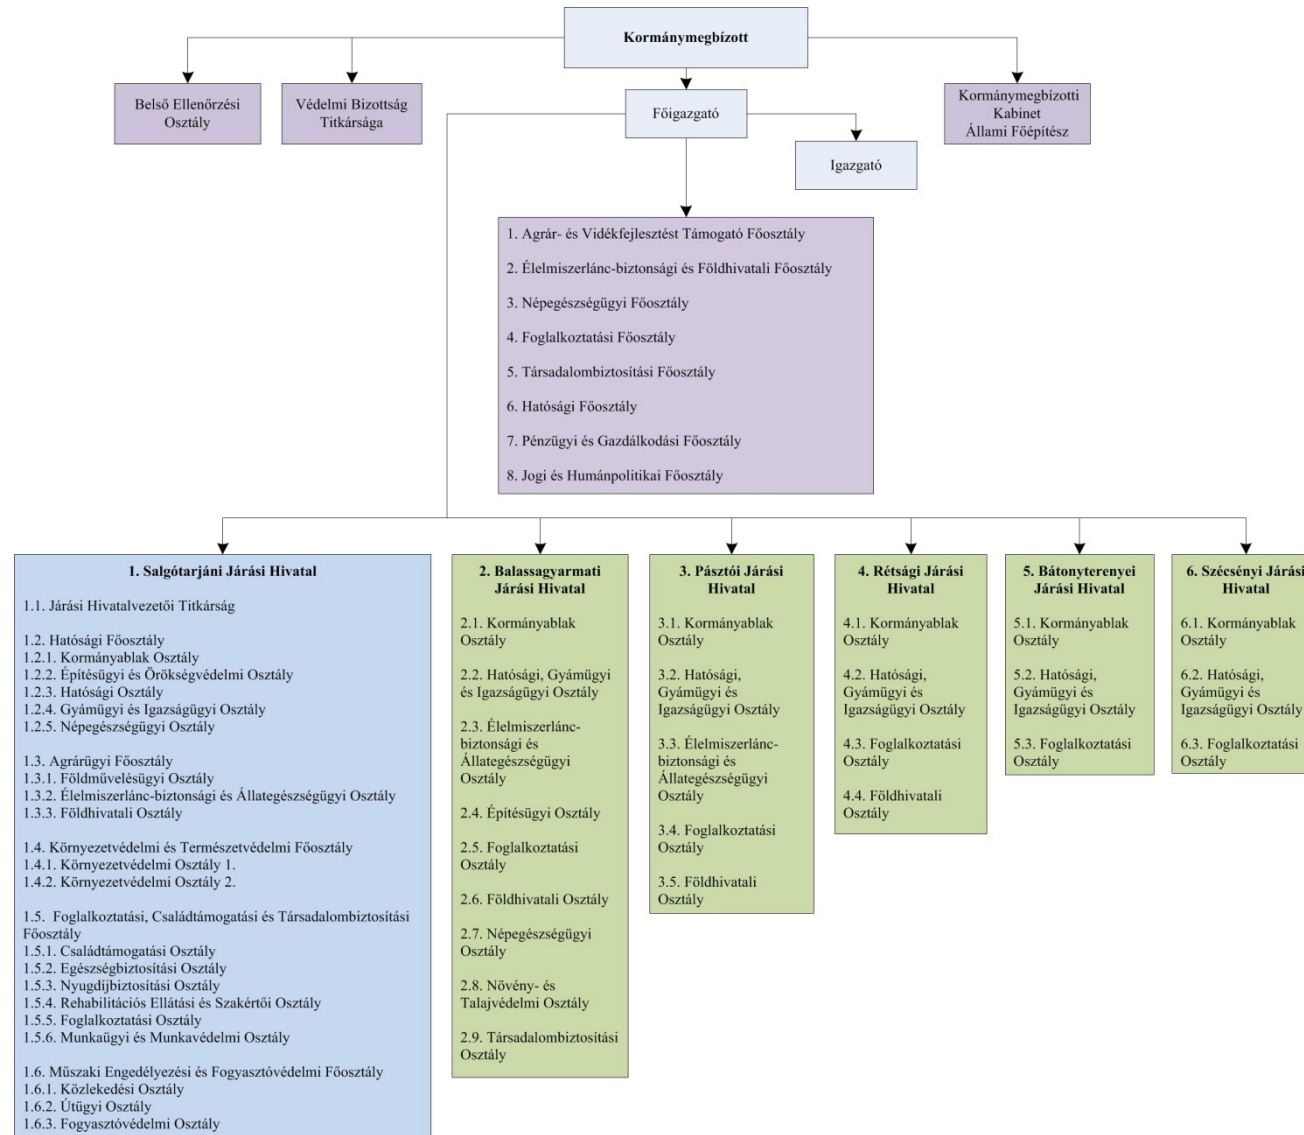 Kormánymegbízott
Belső Ellenőrzési
Osztály
Védelmi Bizottság
Titkársága
Főigazgató
Kormánymegbízotti
Kabinet
Állami Főépítész
Igazgató
1. Agrár- és Vidékfejlesztést Támogató Főosztály
2. Élelmiszerlánc-biztonsági és Földhivatali Főosztály
3. Népegészségügyi Főosztály
4. Foglalkoztatási Főosztály
5. Társadalombiztosítási Főosztály
6. Hatósági Főosztály
7. Pénzügyi és Gazdálkodási Főosztály
8. Jogi és Humánpolitikai Főosztály
1. Salgótarjáni Járási Hivatal
1.1. Járási Hivatalvezetői Titkárság
1.2. Hatósági Főosztály
1.2.1. Kormányablak Osztály
1.2.2. Építésügyi és Örökségvédelmi Osztály
1.2.3. Hatósági Osztály
1.2.4. Gyámügyi és Igazságügyi Osztály
1.2.5. Népegészségügyi Osztály
1.3. Agrárügyi Főosztály
1.3.1. Földművelésügyi Osztály
1.3.2. Élelmiszerlánc-biztonsági és Állategészségügyi Osztály
1.3.3. Földhivatali Osztály
1.4. Környezetvédelmi és Természetvédelmi Főosztály
1.4.1. Környezetvédelmi Osztály 1.
1.4.2. Környezetvédelmi Osztály 2.
1.5. Foglalkoztatási, Családtámogatási és Társadalombiztosítási
Főosztály
1.5.1. Családtámogatási Osztály
1.5.2. Egészségbiztosítási Osztály
1.5.3. Nyugdíjbiztosítási Osztály
1.5.4. Rehabilitációs Ellátási és Szakértői Osztály
1.5.5. Foglalkoztatási Osztály
1.5.6. Munkaügyi és Munkavédelmi Osztály
1.6. Műszaki Engedélyezési és Fogyasztóvédelmi Főosztály
1.6.1. Közlekedési Osztály
1.6.2. Útügyi Osztály
1.6.3. Fogyasztóvédelmi Osztály
2. Balassagyarmati
Járási Hivatal
2.1. Kormányablak
Osztály
2.2. Hatósági, Gyámügyi
és Igazságügyi Osztály
2.3. Élelmiszerlánc-
biztonsági és
Állategészségügyi
Osztály
2.4. Építésügyi Osztály
2.5. Foglalkoztatási
Osztály
2.6. Földhivatali Osztály
2.7. Népegészségügyi
Osztály
2.8. Növény- és
Talajvédelmi Osztály
2.9. Társadalombiztosítási
Osztály
3. Pásztói Járási
Hivatal
3.1. Kormányablak
Osztály
3.2. Hatósági,
Gyámügyi és
Igazságügyi Osztály
3.3. Élelmiszerlánc-
biztonsági és
Állategészségügyi
Osztály
3.4. Foglalkoztatási
Osztály
3.5. Földhivatali
Osztály
4. Rétsági Járási
Hivatal
4.1. Kormányablak
Osztály
4.2. Hatósági,
Gyámügyi és
Igazságügyi Osztály
4.3. Foglalkoztatási
Osztály
4.4. Földhivatali
Osztály
5. Bátonyterenyei
Járási Hivatal
5.1. Kormányablak
Osztály
5.2. Hatósági,
Gyámügyi és
Igazságügyi Osztály
5.3. Foglalkoztatási
Osztály
6. Szécsényi Járási
Hivatal
6.1. Kormányablak
Osztály
6.2. Hatósági,
Gyámügyi és
Igazságügyi Osztály
6.3. Foglalkoztatási
Osztály